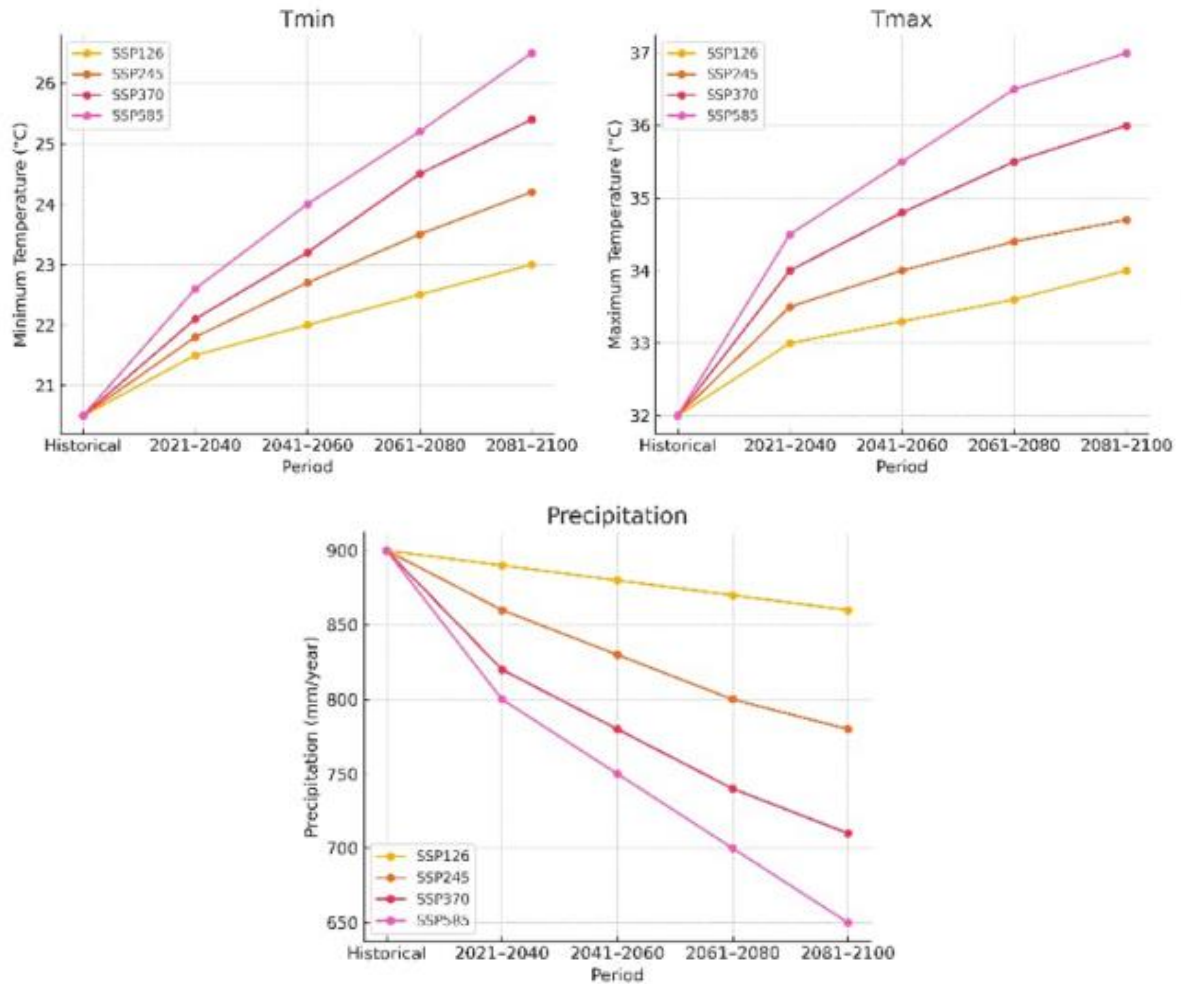 Tmin
SSP126
SSP245
SSP370
SSP585
26
25
24
23
22
21
Minimum Temperature (°C)
Historical 2021–2040 2041–2060 2061–2080 2081–2100
Period
Tmax
SSP126
SSP245
SSP370
SSP585
37
36
35
34
33
32
Maximum Temperature (°C)
Historical 2021–2040 2041–2060 2061–2080 2081–2100
Period
Precipitation
900
850
800
750
700
650
Precipitation (mm/year)
SSP126
SSP245
SSP370
SSP585
Historical 2021–2040 2041–2060 2061–2080 2081–2100
Period